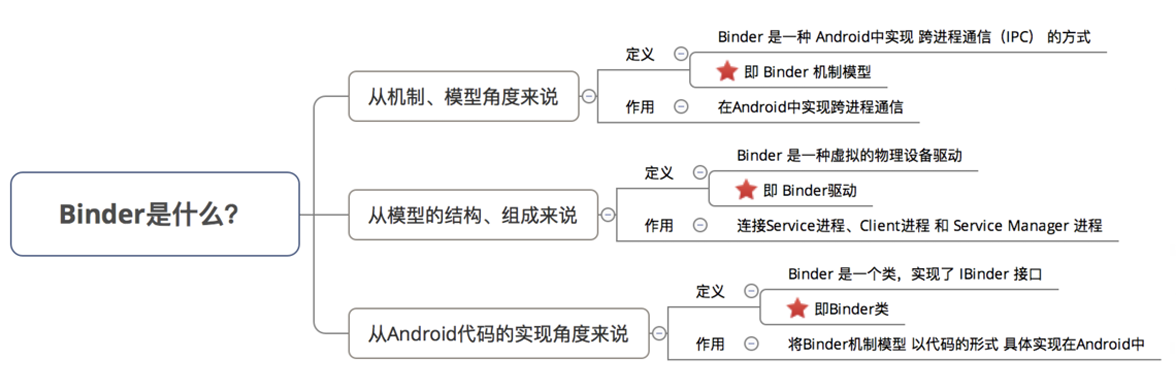 Binder是什么?
从机制、模型角度来说
定义
Binder 是一种 Android中实现 跨进程通信（IPC） 的方式
即 Binder 机制模型
作用
在Android中实现跨进程通信
从模型的结构、组成来说
定义
Binder 是一种虚拟的物理设备驱动
即 Binder驱动
作用
连接Service进程、Client进程 和 Service Manager 进程
从Android代码的实现角度来说
定义
Binder 是一个类，实现了 IBinder 接口
即Binder类
作用
将Binder机制模型 以代码的形式 具体实现在Android中